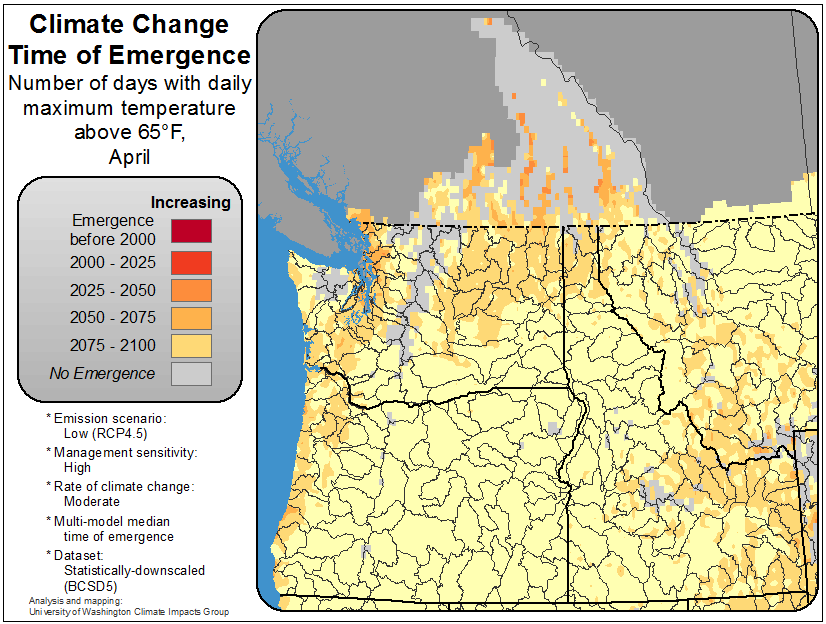 Climate Change
Time of Emergence
Number of days with daily
maximum temperature
above 65°F,
April
Increasing
Emergence
before 2000
2000 - 2025
2025 - 2050
2050 - 2075
2075 - 2100
No Emergence
* Emission scenario:
Low (RCP4.5)
* Management sensitivity:
High
* Rate of climate change:
Moderate
* Multi-model median
time of emergence
* Dataset:
Statistically-downscaled
(BCSD5)
Analysis and mapping:
University of Washington Climate Impacts Group